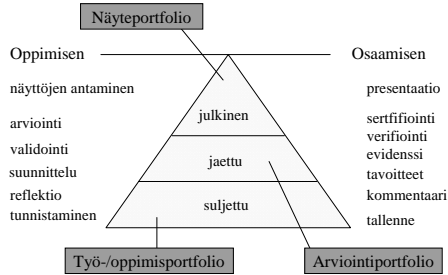 Näyteportfolio
Oppimisen
Osaamisen
näyttöjen antaminen
presentaatio
julkinen
arviointi
sertfifiointi
verifiointi
validointi
jaettu
evidenssi
suunnittelu
tavoitteet
reflektio
suljettu
kommentaari
tunnistaminen
tallenne
Työ-/oppimisportfolio
Arviointiportfolio